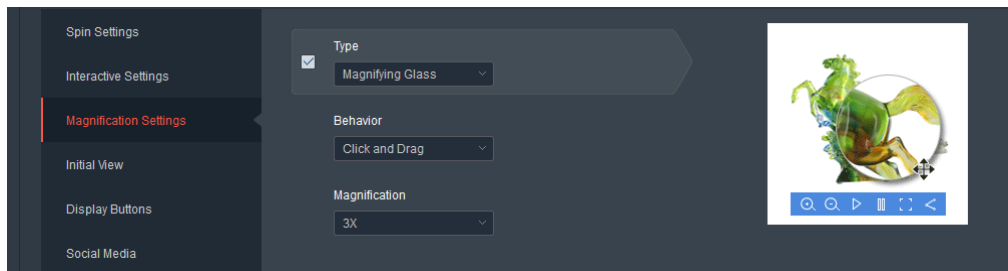 Spin Settings
Interactive Settings
Magnification Settings
Initial View
Display Buttons
Social Media
Type
Magnifying Glass
Behavior
Click and Drag
Magnification
3X